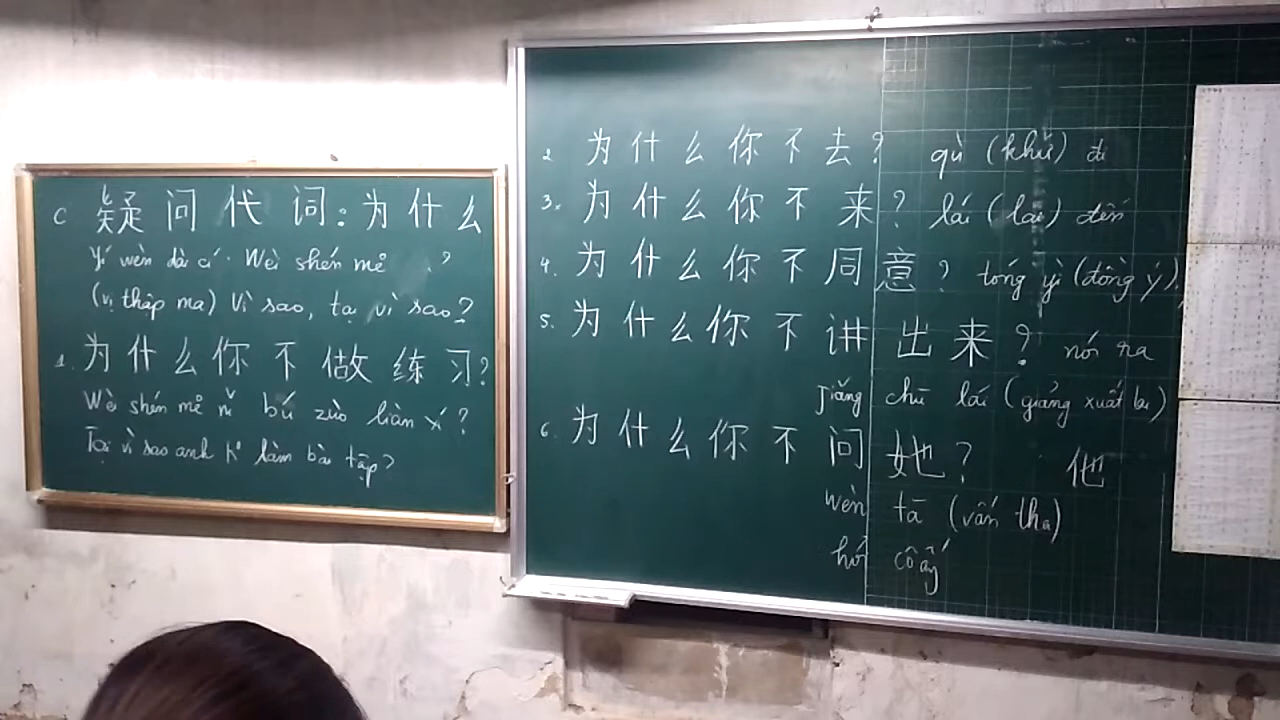 C 疑问代词:为什么
Yí wèn dài cí. Wèi shén mě ?
(vị thập ma) Vì sao, tại vì sao?
1. 为什么你不做练习?
Wèi shén mě nǐ bú zùo liàn xí?
Tại vì sao anh k° làm bài tập?
2 为什么你不去? qù (khứ) đi
3. 为什么你不来? lái (lai) đến
4. 为什么你不同意? tóng yì (đồng ý)
5. 为什么你不讲出来? nói ra
jiǎng chū lái (giảng xuất lai)
6. 为什么你不问她? 他
wèn tā (vấn tha)
hỏi cô ấy